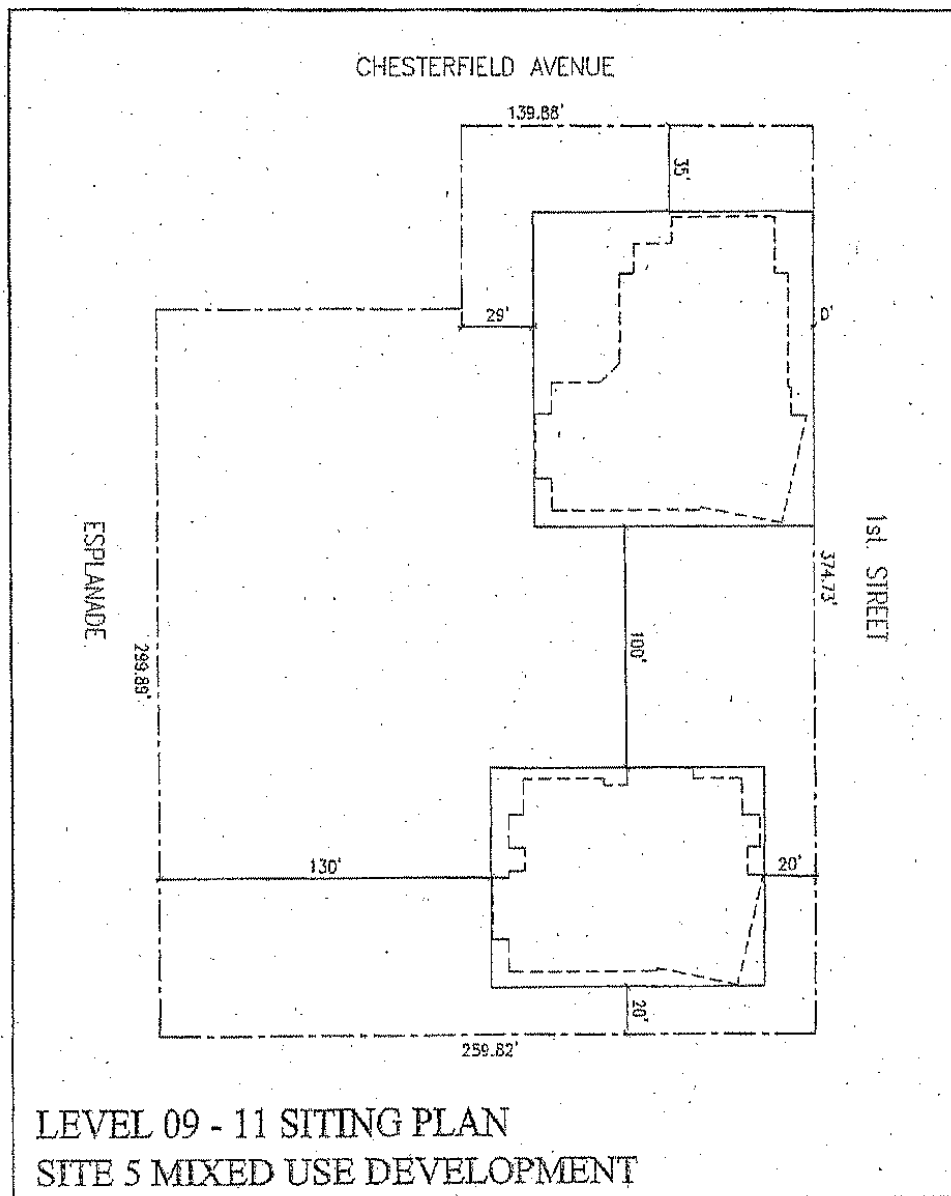 CHESTERFIELD AVENUE
139.88'
35'
29'
0'
ESPLANADE
1st. STREET
374.73'
299.89'
100'
130'
20'
20'
259.82'
LEVEL 09 - 11 SITING PLAN
SITE 5 MIXED USE DEVELOPMENT